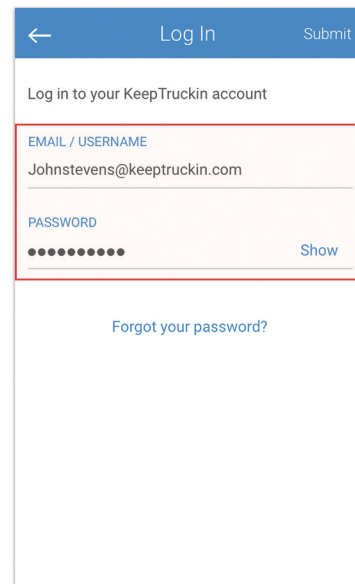 Log In
Submit
Log in to your KeepTruckin account
EMAIL / USERNAME
Johnstevens@keeptruckin.com
PASSWORD
●●●●●●●●●●
Show
Forgot your password?